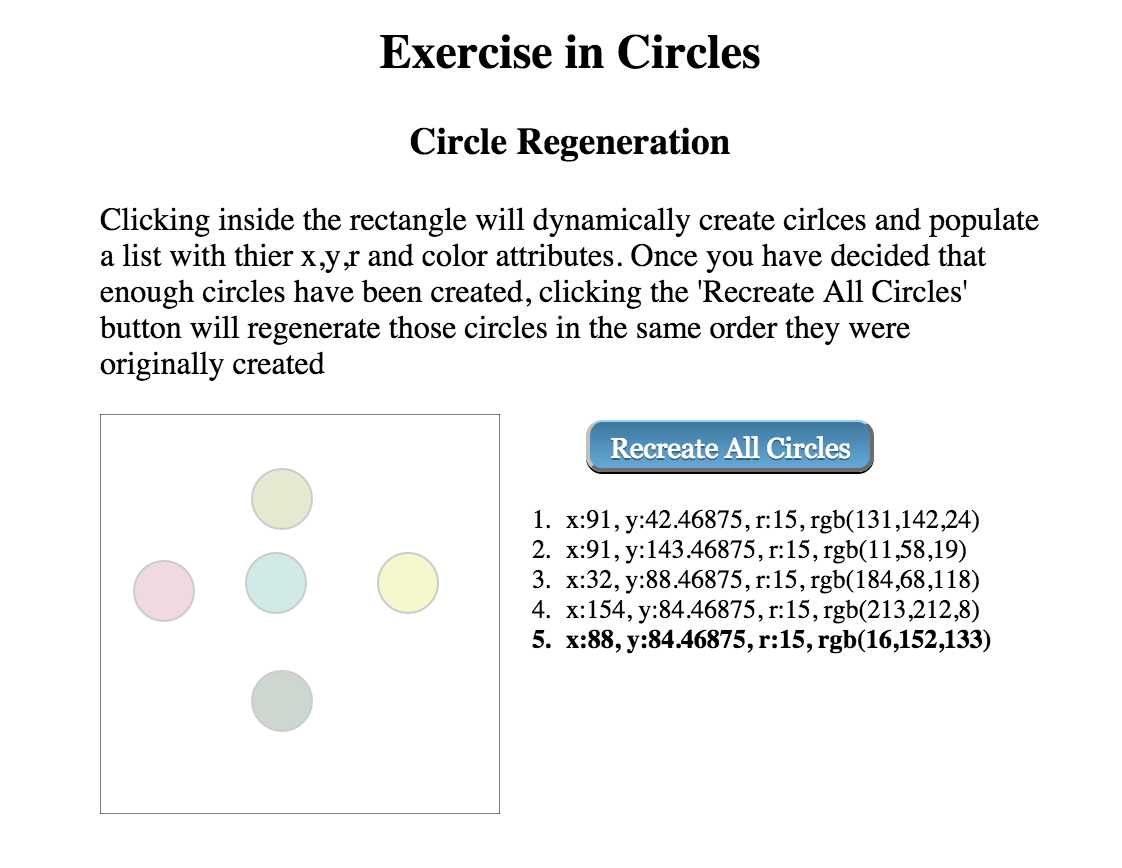 Exercise in Circles
Circle Regeneration
Clicking inside the rectangle will dynamically create cirlces and populate
a list with thier x,y,r and color attributes. Once you have decided that
enough circles have been created, clicking the 'Recreate All Circles'
button will regenerate those circles in the same order they were
originally created
Recreate All Circles
1. x:91, y:42.46875, r:15, rgb(131,142,24)
2. x:91, y:143.46875, r:15, rgb(11,58,19)
3. x:32, y:88.46875, r:15, rgb(184,68,118)
4. x:154, y:84.46875, r:15, rgb(213,212,8)
5. x:88, y:84.46875, r:15, rgb(16,152,133)